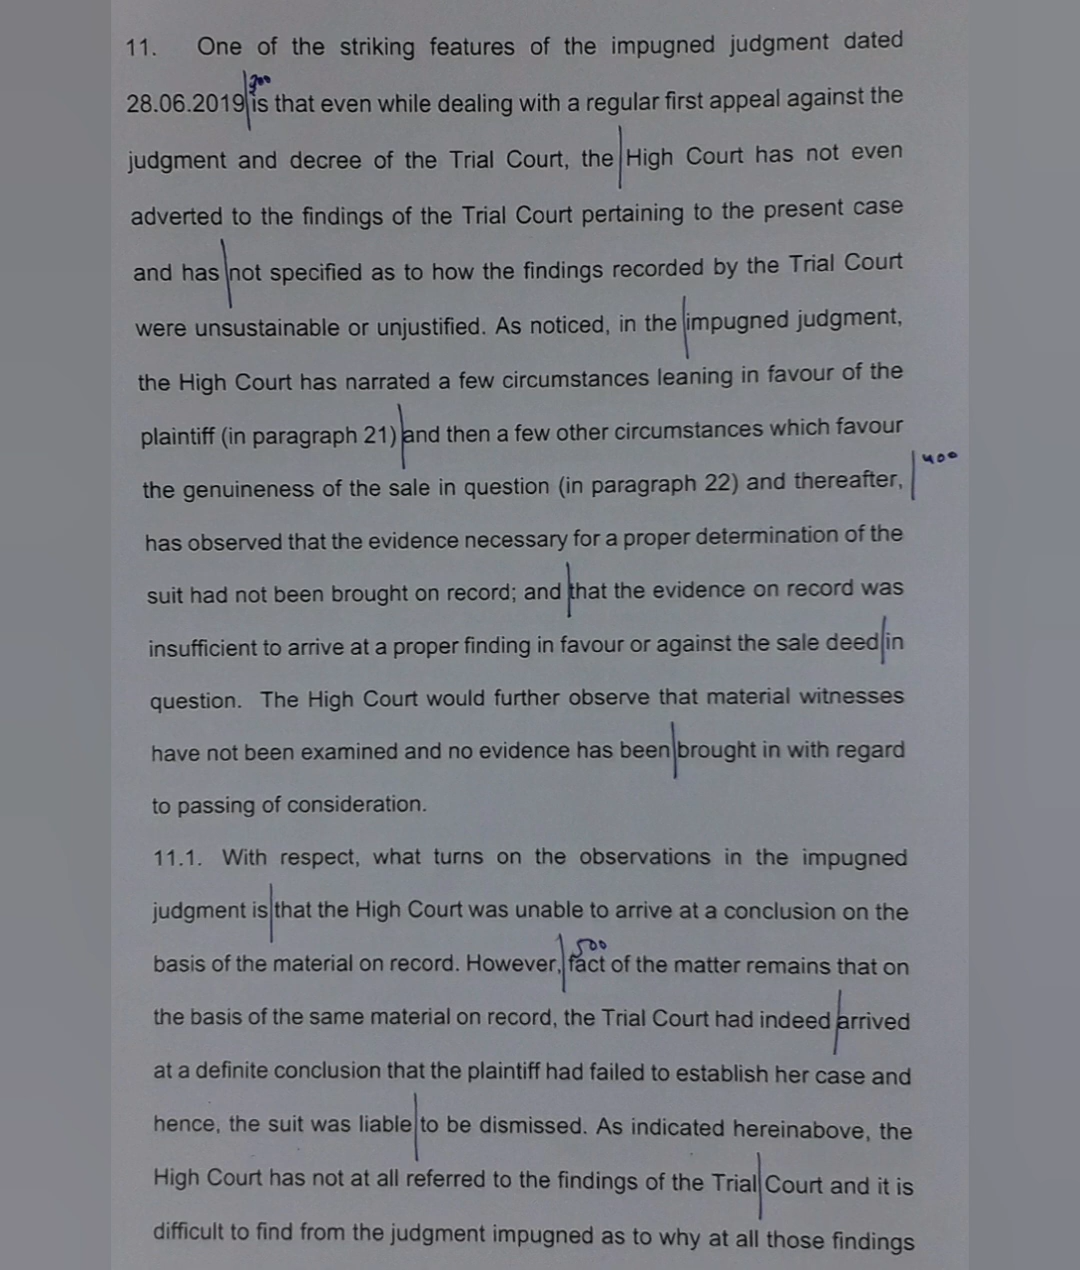 11. One of the striking features of the impugned judgment dated
300
28.06.2019 is that even while dealing with a regular first appeal against the
judgment and decree of the Trial Court, the High Court has not even
adverted to the findings of the Trial Court pertaining to the present case
and has not specified as to how the findings recorded by the Trial Court
were unsustainable or unjustified. As noticed, in the impugned judgment,
the High Court has narrated a few circumstances leaning in favour of the
plaintiff (in paragraph 21) and then a few other circumstances which favour
400
the genuineness of the sale in question (in paragraph 22) and thereafter,
has observed that the evidence necessary for a proper determination of the
suit had not been brought on record; and that the evidence on record was
insufficient to arrive at a proper finding in favour or against the sale deed in
question. The High Court would further observe that material witnesses
have not been examined and no evidence has been brought in with regard
to passing of consideration.
11.1. With respect, what turns on the observations in the impugned
judgment is that the High Court was unable to arrive at a conclusion on the
500
basis of the material on record. However, fact of the matter remains that on
the basis of the same material on record, the Trial Court had indeed arrived
at a definite conclusion that the plaintiff had failed to establish her case and
hence, the suit was liable to be dismissed. As indicated hereinabove, the
High Court has not at all referred to the findings of the Trial Court and it is
difficult to find from the judgment impugned as to why at all those findings